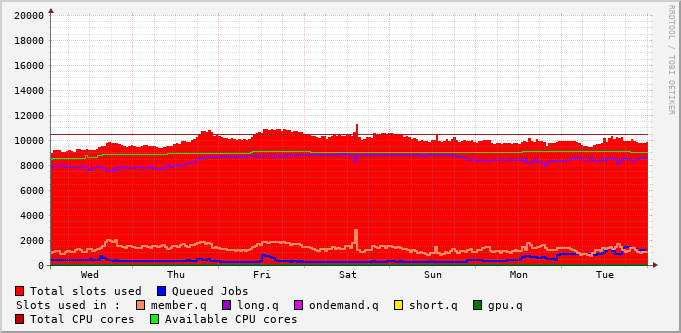 RRDTOOL / TOBI OETIKER
20000
18000
16000
14000
12000
10000
8000
6000
4000
2000
0
Wed Thu Fri Sat Sun Mon Tue
Total slots used Queued Jobs
Slots used in : member.q long.q ondemand.q short.q gpu.q
Total CPU cores Available CPU cores